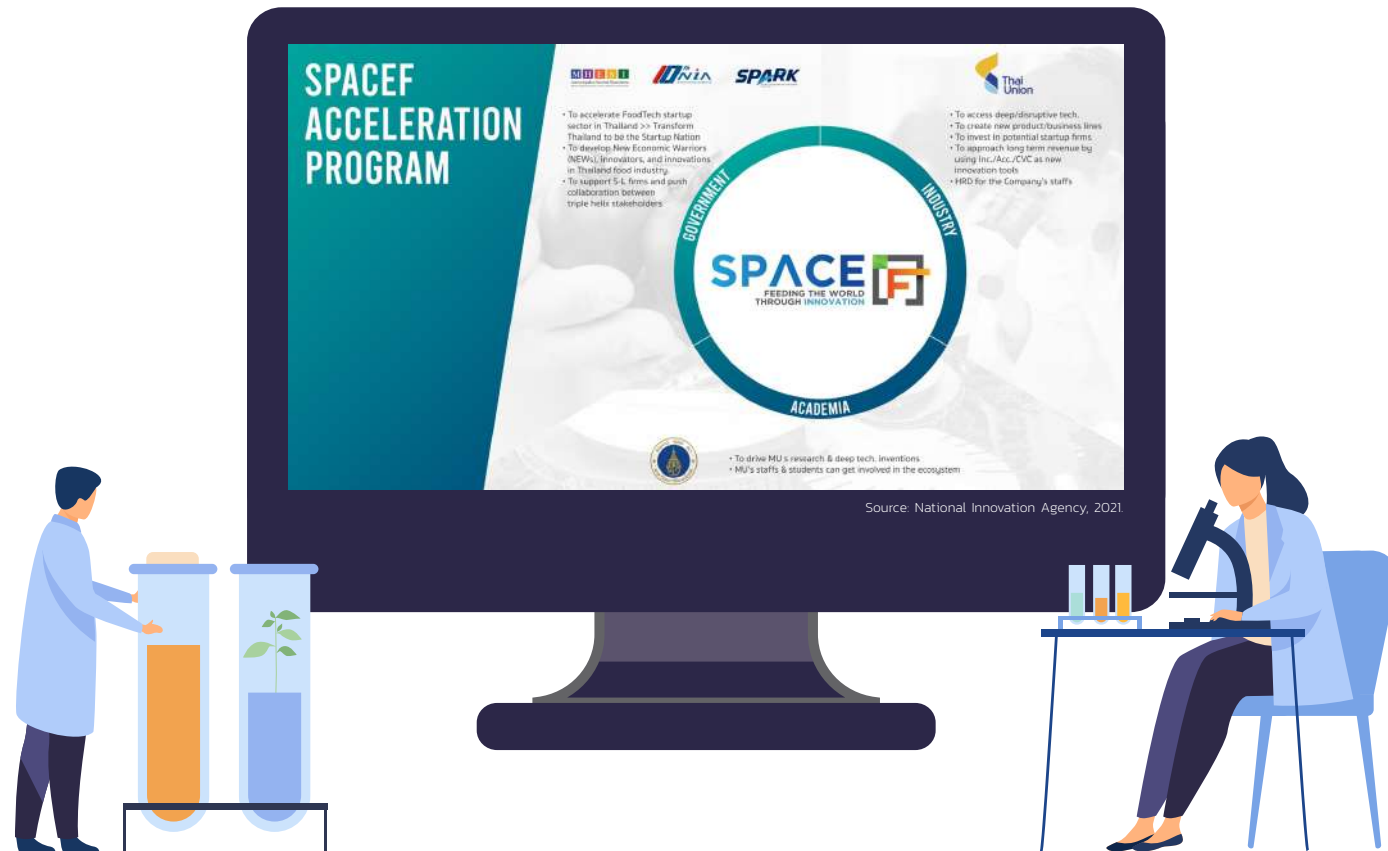 SPACEF
ACCELERATION
PROGRAM
MHESI
10 NiA
SPARK
Thai
Union
• To accelerate FoodTech startup
sector in Thailand >> Transform
Thailand to be the Startup Nation
• To develop New Economic Warriors
(NEWs), innovators, and innovations
in Thailand food industry.
• To support S-L firms and push
collaboration between
triple helix stakeholders
• To access deep/disruptive tech.
• To create new product/business lines
• To invest in potential startup firms
• To approach long term revenue by
using Inc./Acc./CVC as new
innovation tools
• HRD for the Company's staffs
GOVERNMENT
INDUSTRY
SPACE F
FEEDING THE WORLD
THROUGH INNOVATION
ACADEMIA
• To drive MU's research & deep tech. inventions
• MU's staffs & students can get involved in the ecosystem
Source: National Innovation Agency, 2021.